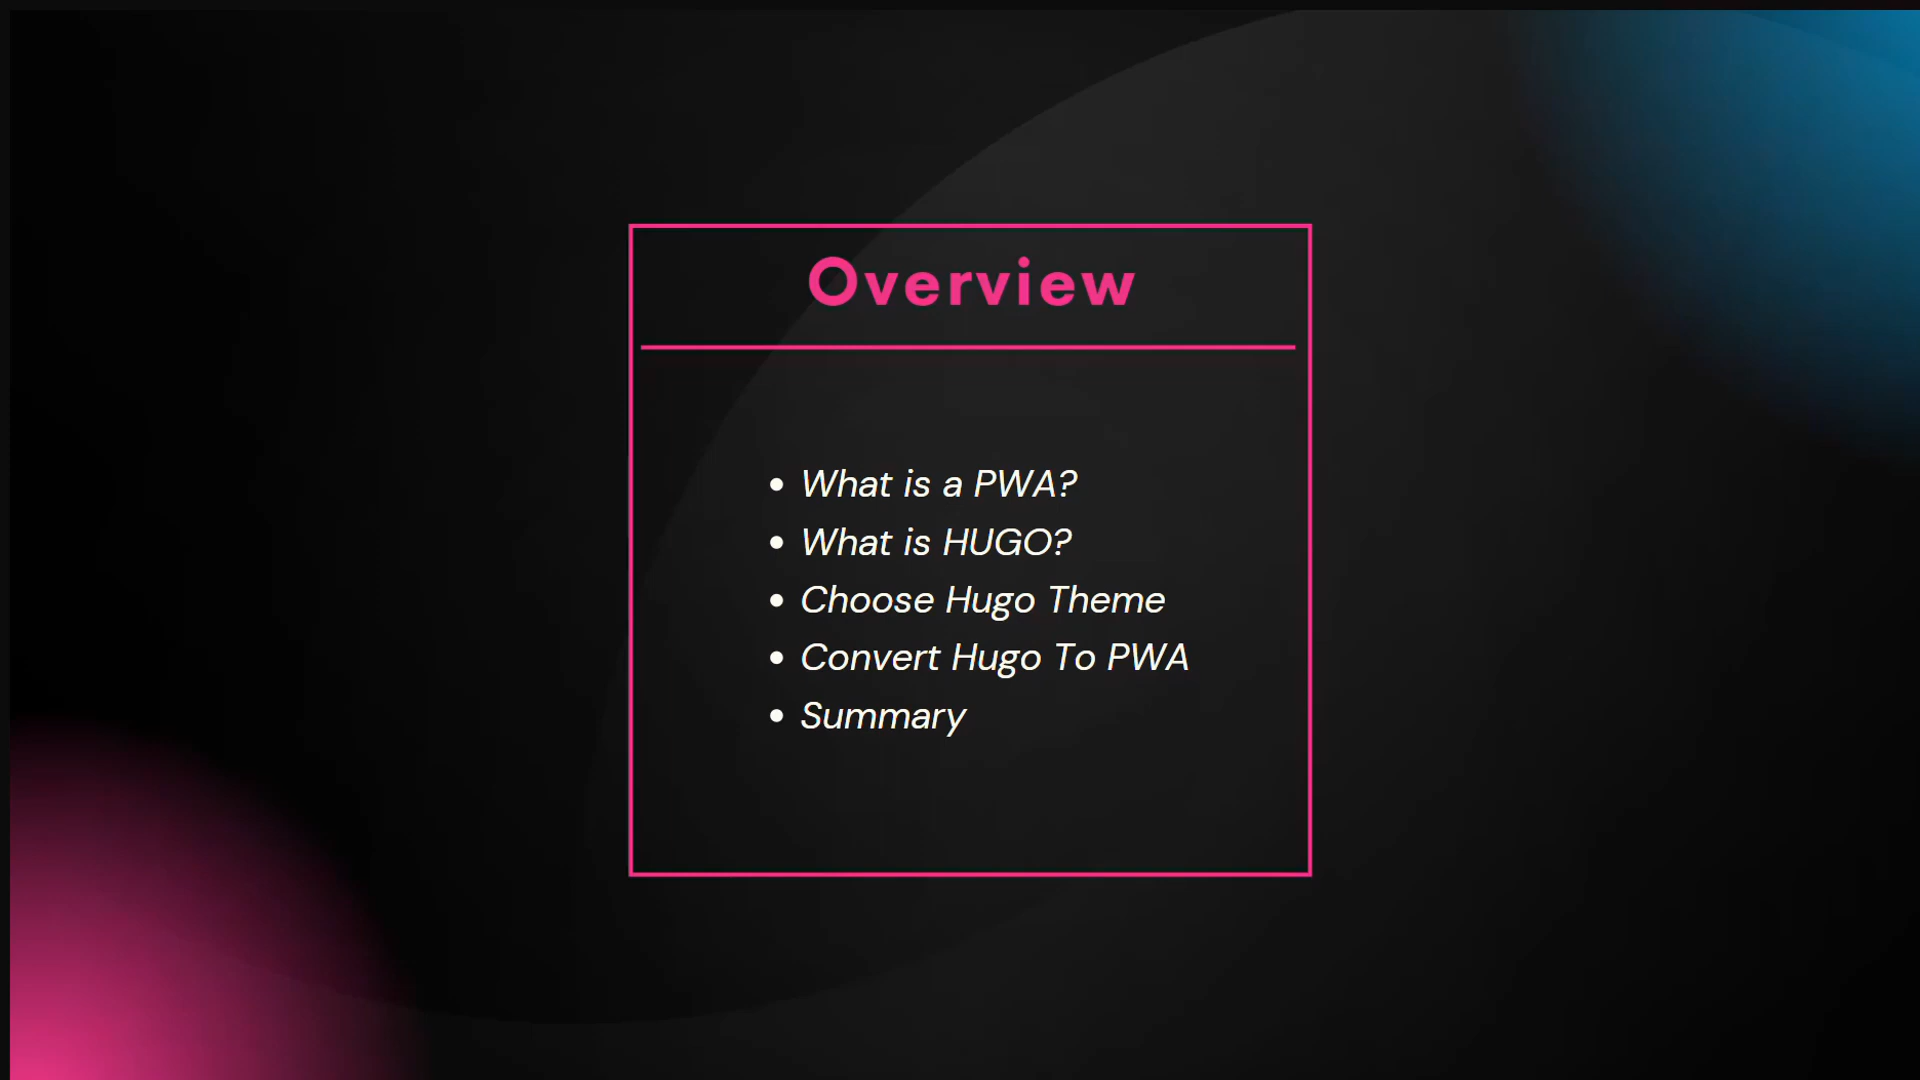 Overview
• What is a PWA?
• What is HUGO?
• Choose Hugo Theme
• Convert Hugo To PWA
• Summary